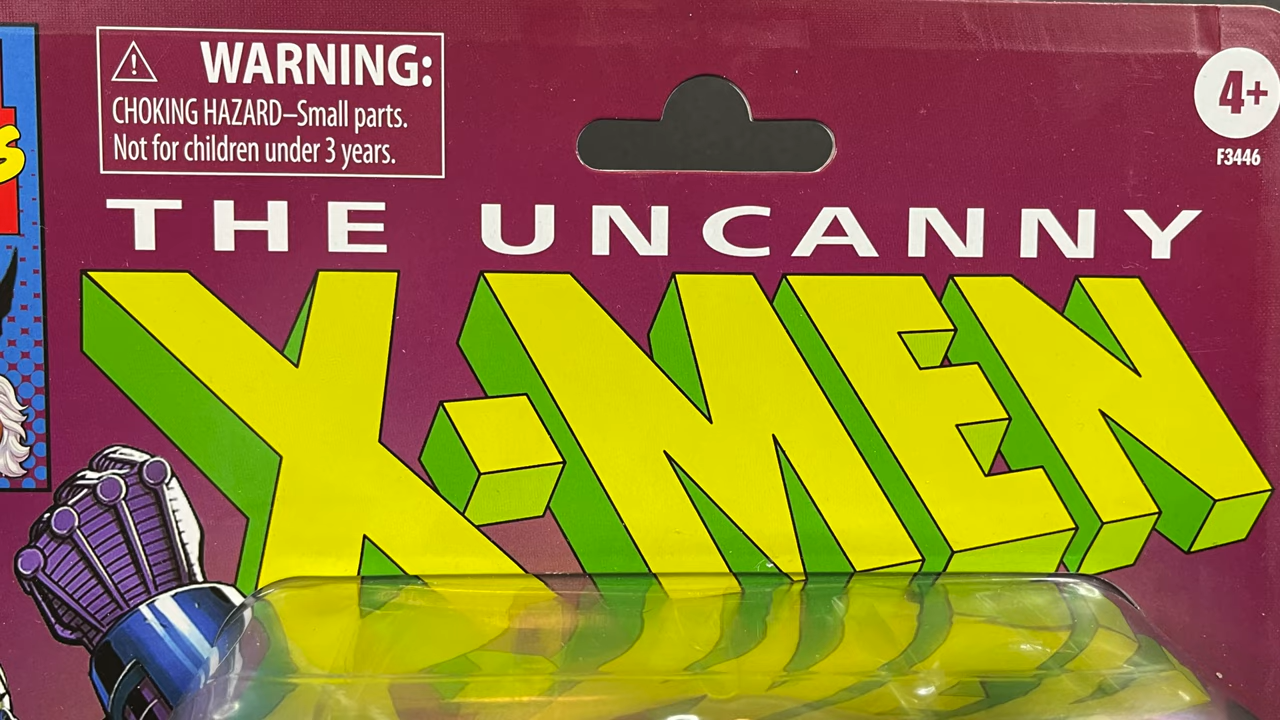 WARNING:
CHOKING HAZARD–Small parts.
Not for children under 3 years.
4+
F3446
THE UNCANNY
X-MEN